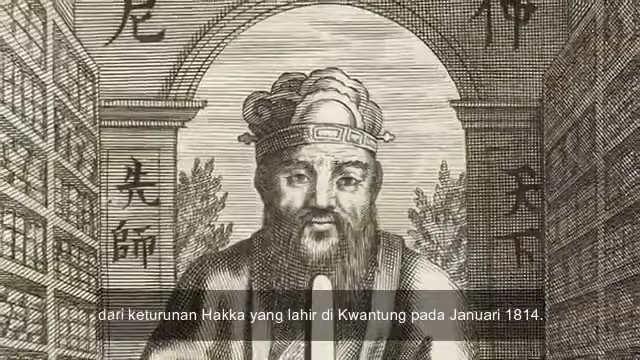 仲尼
天下
先師
dari keturunan Hakka yang lahir di Kwantung pada Januari 1814.